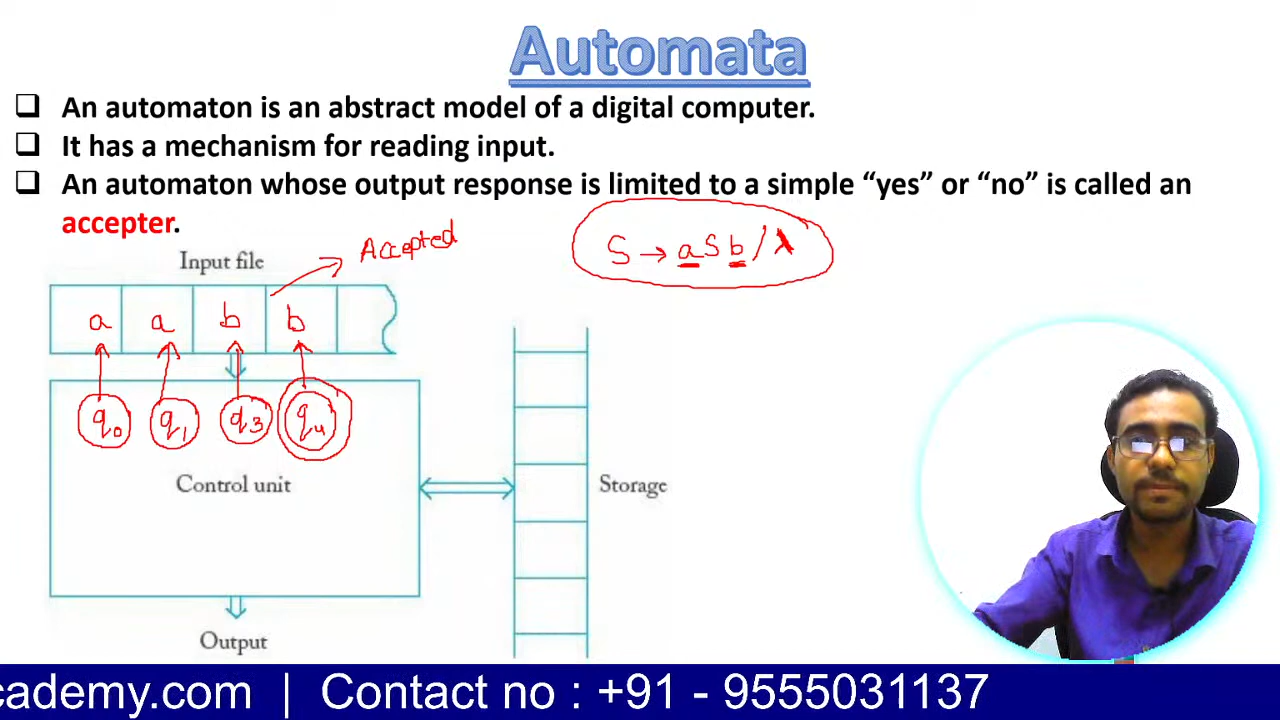 Automata
❑ An automaton is an abstract model of a digital computer.
❑ It has a mechanism for reading input.
❑ An automaton whose output response is limited to a simple “yes” or “no” is called an
accepter.
S → a S b / λ
Accepted
Input file
a a b b
q0 q1 q3 q4
Control unit
Storage
Output
cademy.com | Contact no : +91 - 9555031137